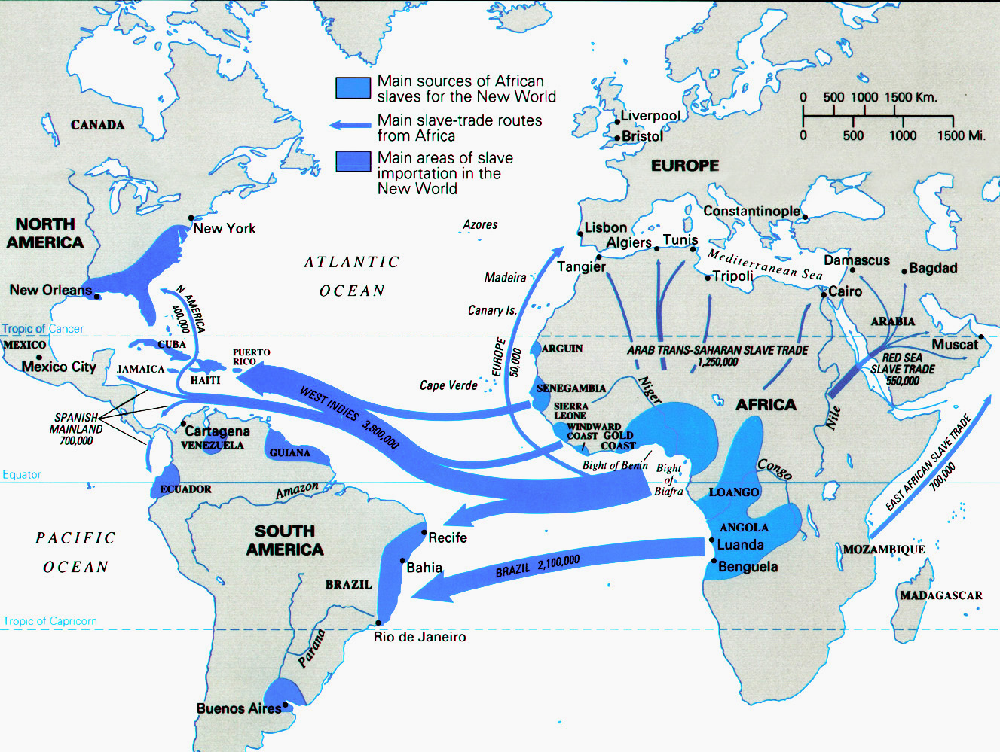 Main sources of African
slaves for the New World
Main slave-trade routes
from Africa
Main areas of slave
importation in the
New World
0 500 1000 1500 Km.
0 500 1000 1500 Mi.
CANADA
Liverpool
Bristol
EUROPE
NORTH
AMERICA
New York
Azores
Constantinople
Lisbon
Algiers
Tunis
ATLANTIC
OCEAN
Tangier
Mediterranean Sea
Damascus
Bagdad
Madeira
Tripoli
New Orleans
Cairo
N. AMERICA
400,000
Canary Is.
Tropic of Cancer
ARABIA
MEXICO
CUBA
Muscat
Mexico City
JAMAICA
PUERTO
RICO
HAITI
EUROPE
50,000
ARGUIN
ARAB TRANS-SAHARAN SLAVE TRADE
1,250,000
RED SEA
SLAVE TRADE
550,000
Cape Verde
SENEGAMBIA
Niger
WEST INDIES 3,800,000
SIERRA
LEONE
AFRICA
Nile
SPANISH
MAINLAND
700,000
Cartagena
VENEZUELA
GUIANA
WINDWARD
COAST
GOLD
COAST
Bight of Benin
Bight
of
Biafra
EAST AFRICAN SLAVE TRADE
700,000
Congo
Equator
ECUADOR
Amazon
LOANGO
PACIFIC
OCEAN
SOUTH
AMERICA
Recife
ANGOLA
Luanda
Benguela
MOZAMBIQUE
Bahia
BRAZIL 2,100,000
BRAZIL
MADAGASCAR
Tropic of Capricorn
Rio de Janeiro
Parana
Buenos Aires